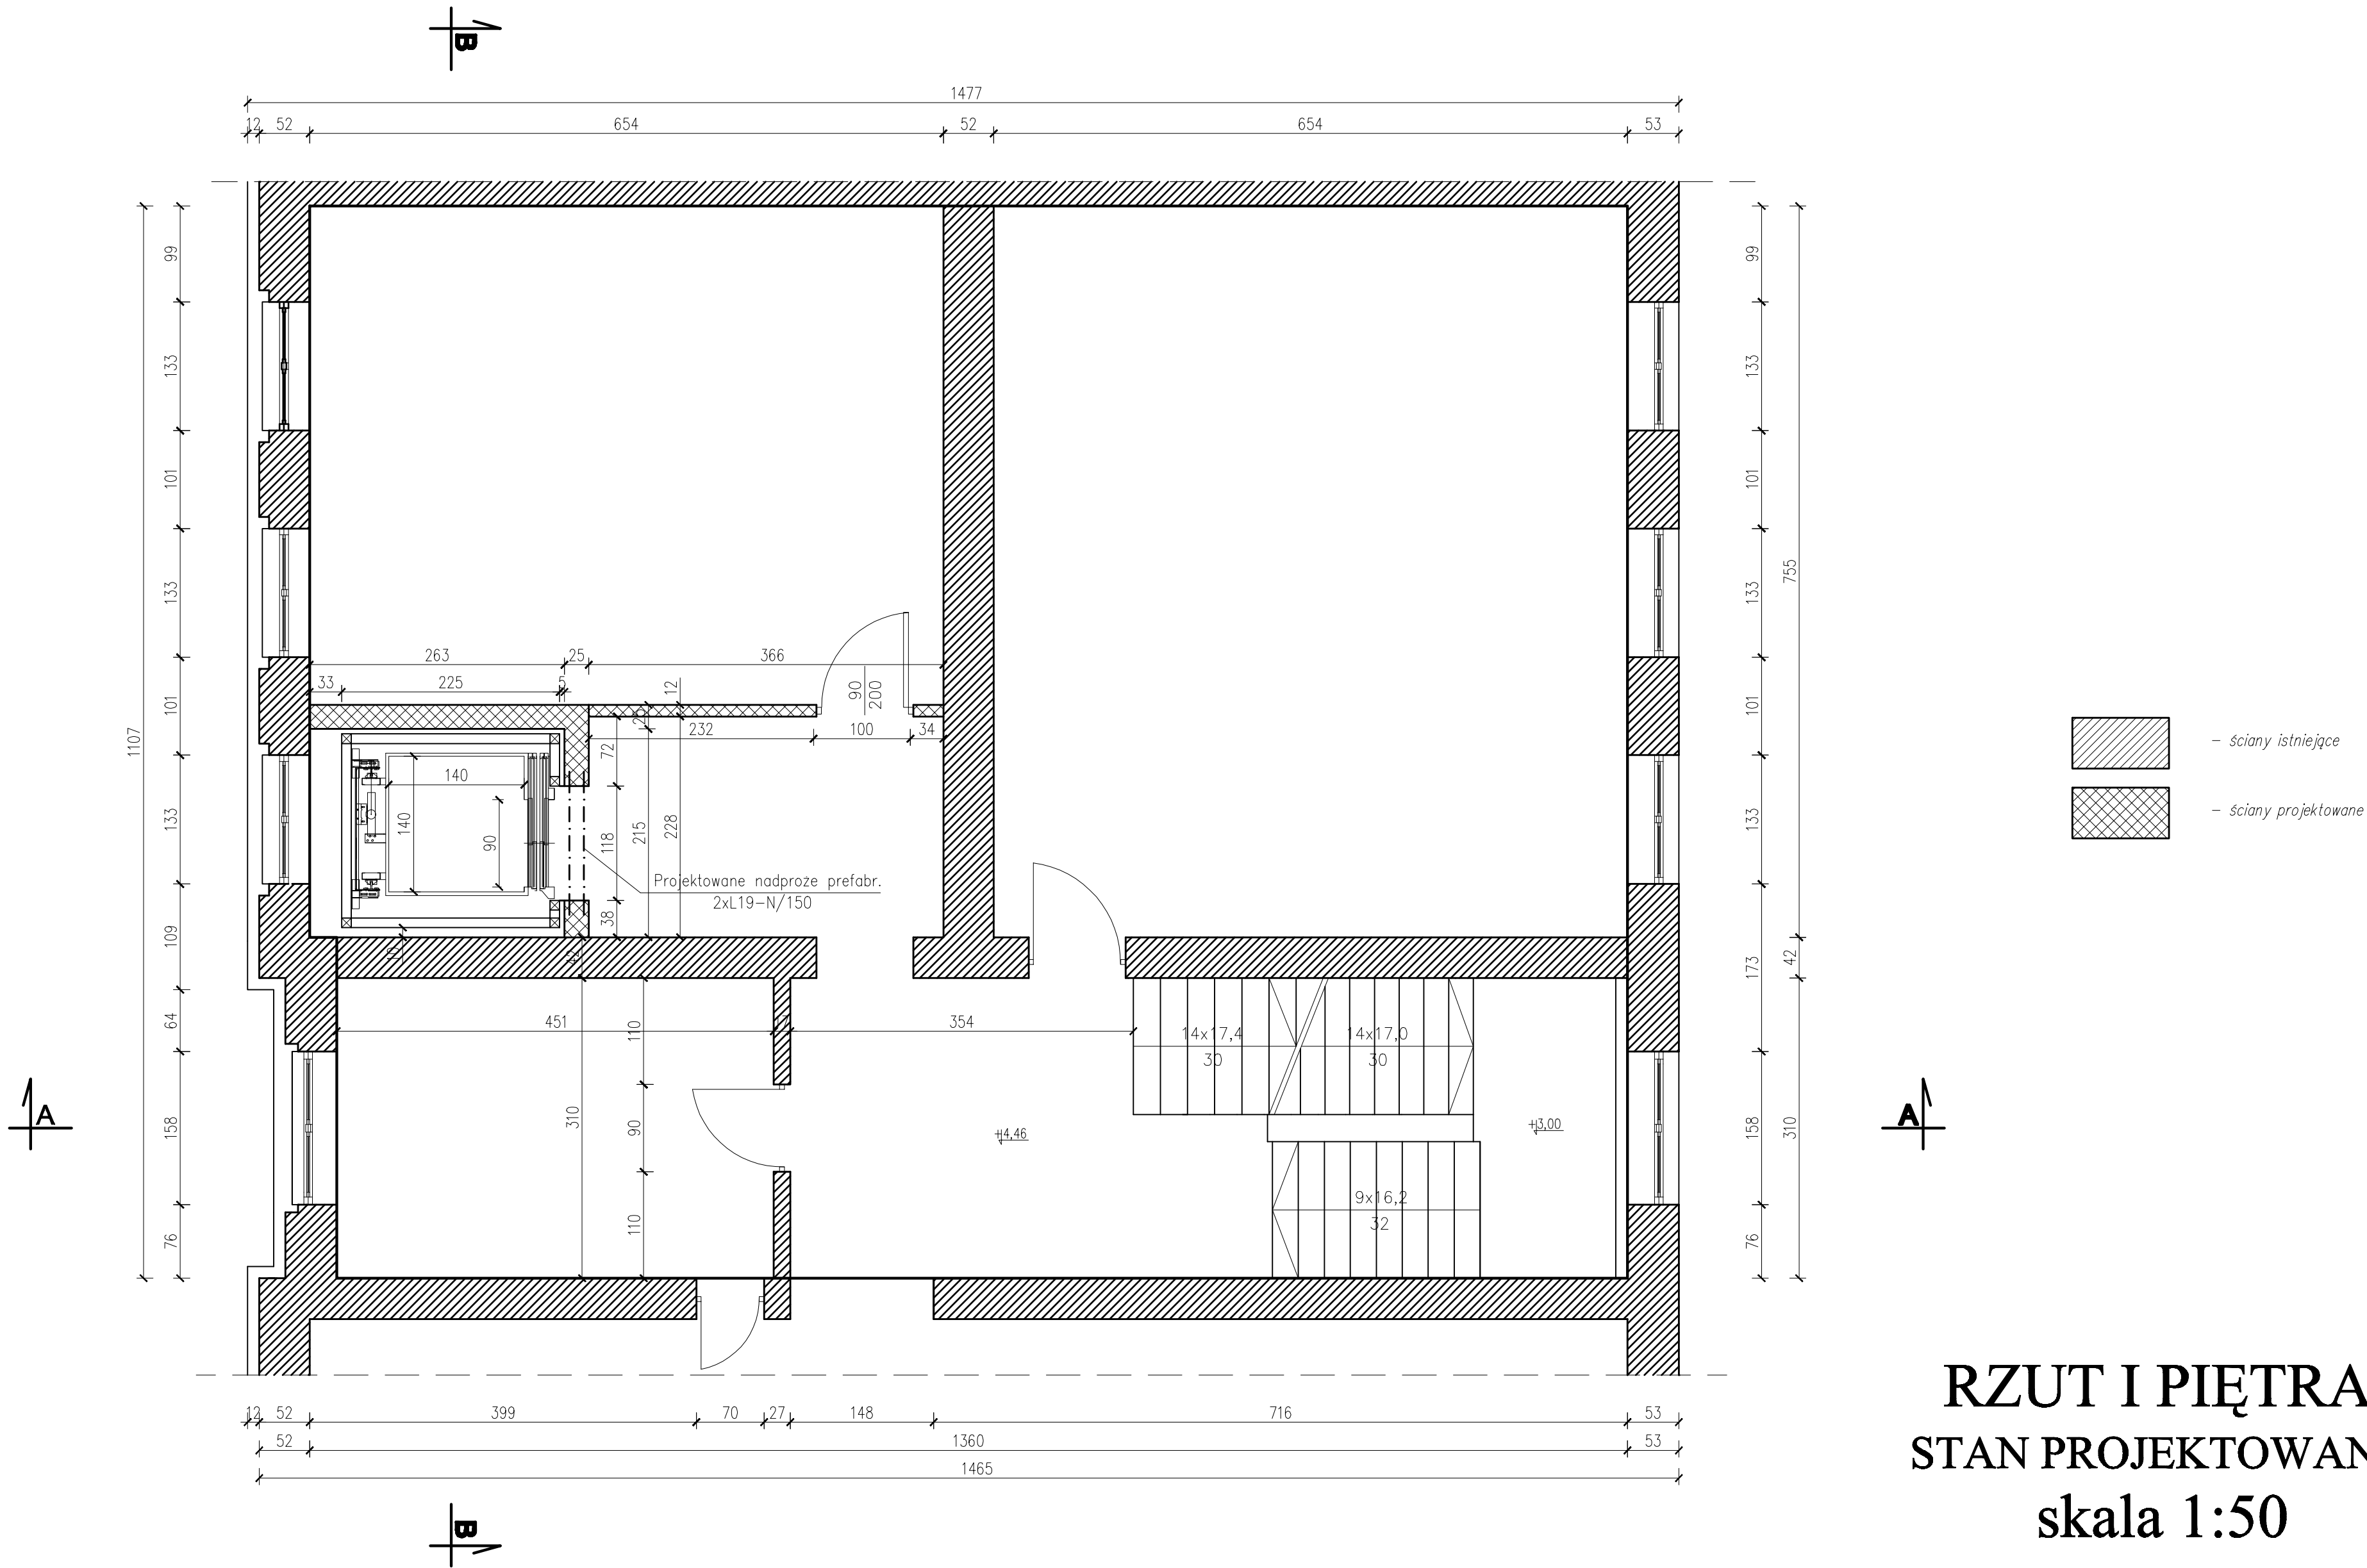 B
1477
12 52 654 52 654 53
99
133
101
133
101
133
109
64
158
76
1107
99
133
101
133
101
133
173
158
76
755
42
310
263 25 366
33 225 5
12
25
90
200
232 100 34
72
118
38
215
228
140
140
90
10
42
Projektowane nadproże prefabr.
2xL19-N/150
- ściany istniejące
- ściany projektowane
451 354
110
90
110
310
14x17,4
30
14x17,0
30
9x16,2
32
+4,46
+3,00
A
A
12 52 399 70 27 148 716 53
52 1360 53
1465
B
RZUT I PIĘTRA
STAN PROJEKTOWAN
skala 1:50